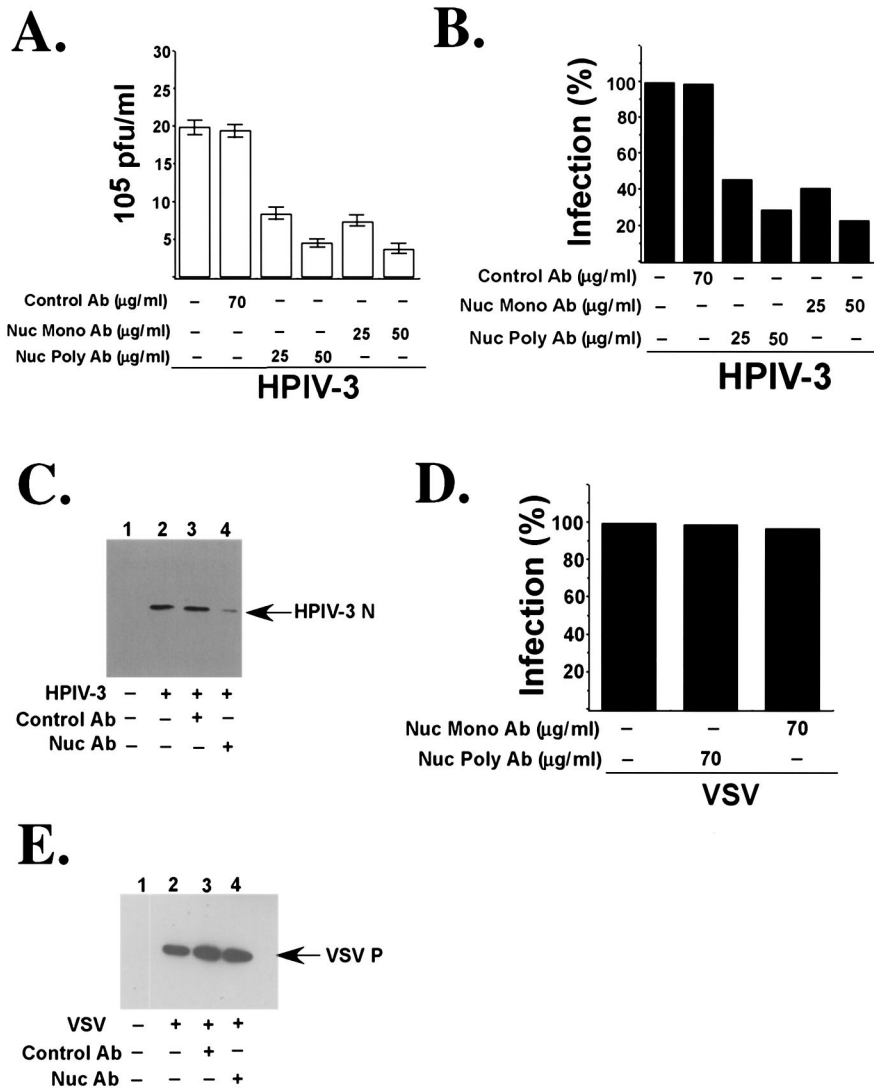 A.
30
25
20
15
10
5
10⁵ pfu/ml
Control Ab (µg/ml) – 70 – – – –
Nuc Mono Ab (µg/ml) – – – – 25 50
Nuc Poly Ab (µg/ml) – – 25 50 – –
HPIV-3
B.
100
80
60
40
20
Infection (%)
Control Ab (µg/ml) – 70 – – – –
Nuc Mono Ab (µg/ml) – – – – 25 50
Nuc Poly Ab (µg/ml) – – 25 50 – –
HPIV-3
C.
1 2 3 4
HPIV-3 N
HPIV-3 – + + +
Control Ab – – + –
Nuc Ab – – – +
D.
100
80
60
40
20
Infection (%)
Nuc Mono Ab (µg/ml) – – 70
Nuc Poly Ab (µg/ml) – 70 –
VSV
E.
1 2 3 4
VSV P
VSV – + + +
Control Ab – – + –
Nuc Ab – – – +